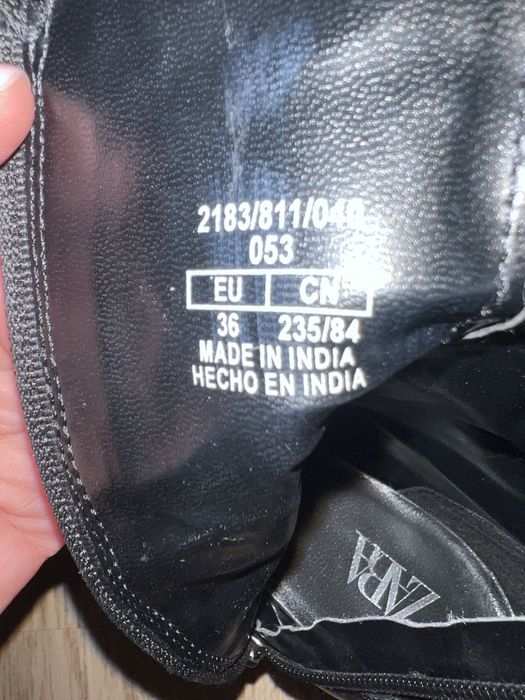 2183/811/040
053
EU CN
36 235/84
MADE IN INDIA
HECHO EN INDIA
ZARA